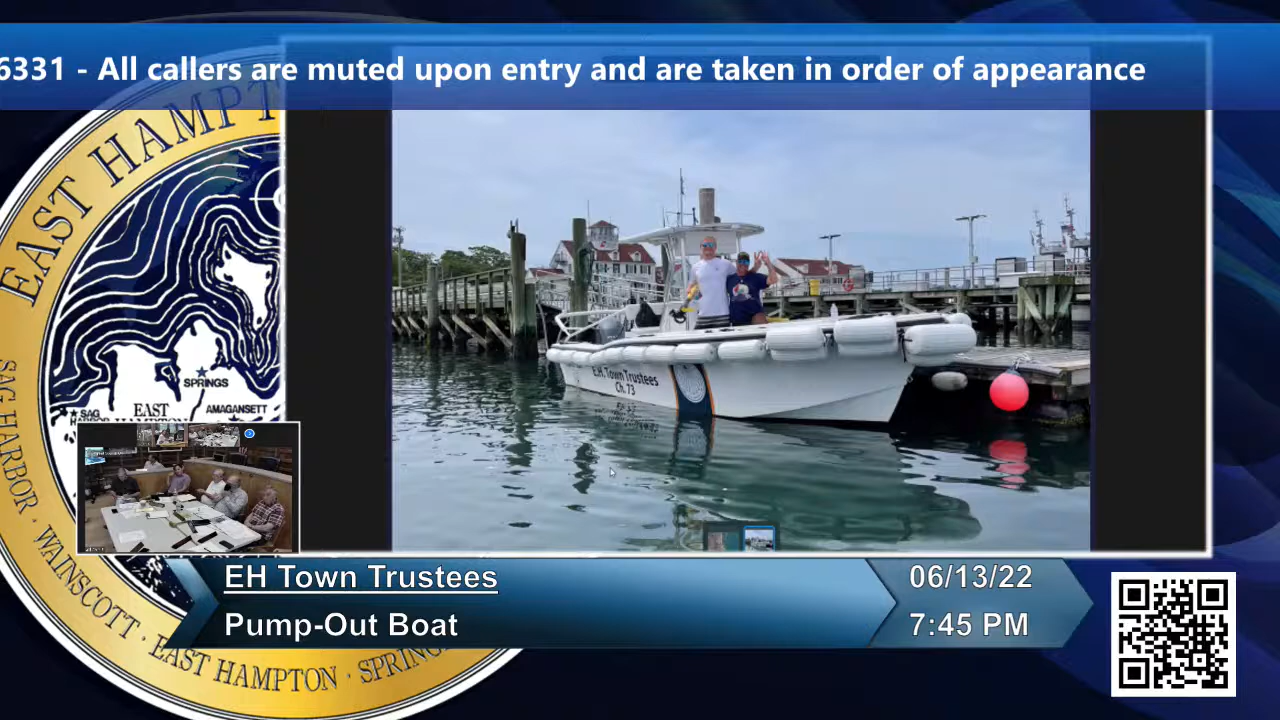 6331 - All callers are muted upon entry and are taken in order of appearance
EAST HAMPT
SPRINGS
SAG
EAST
AMAGANSETT
E.H. Town Trustees
Ch. 73
SAG HARBOR · WAINSCOTT · EAST HAMPTON · SPRING
EH Town Trustees
06/13/22
Pump-Out Boat
7:45 PM